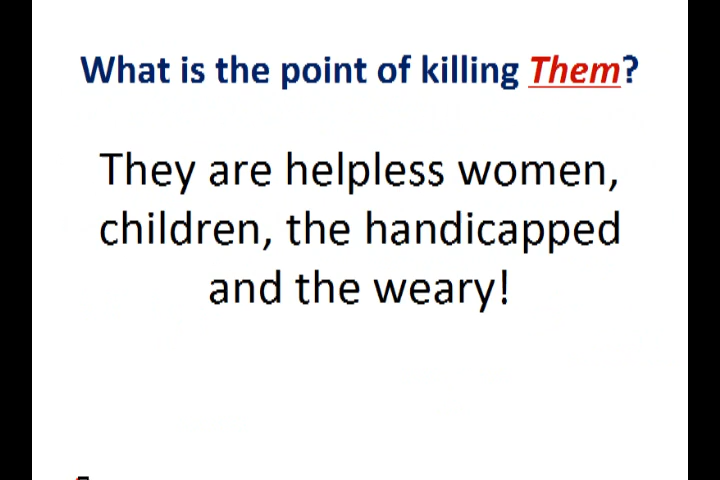 What is the point of killing Them?
They are helpless women,
children, the handicapped
and the weary!